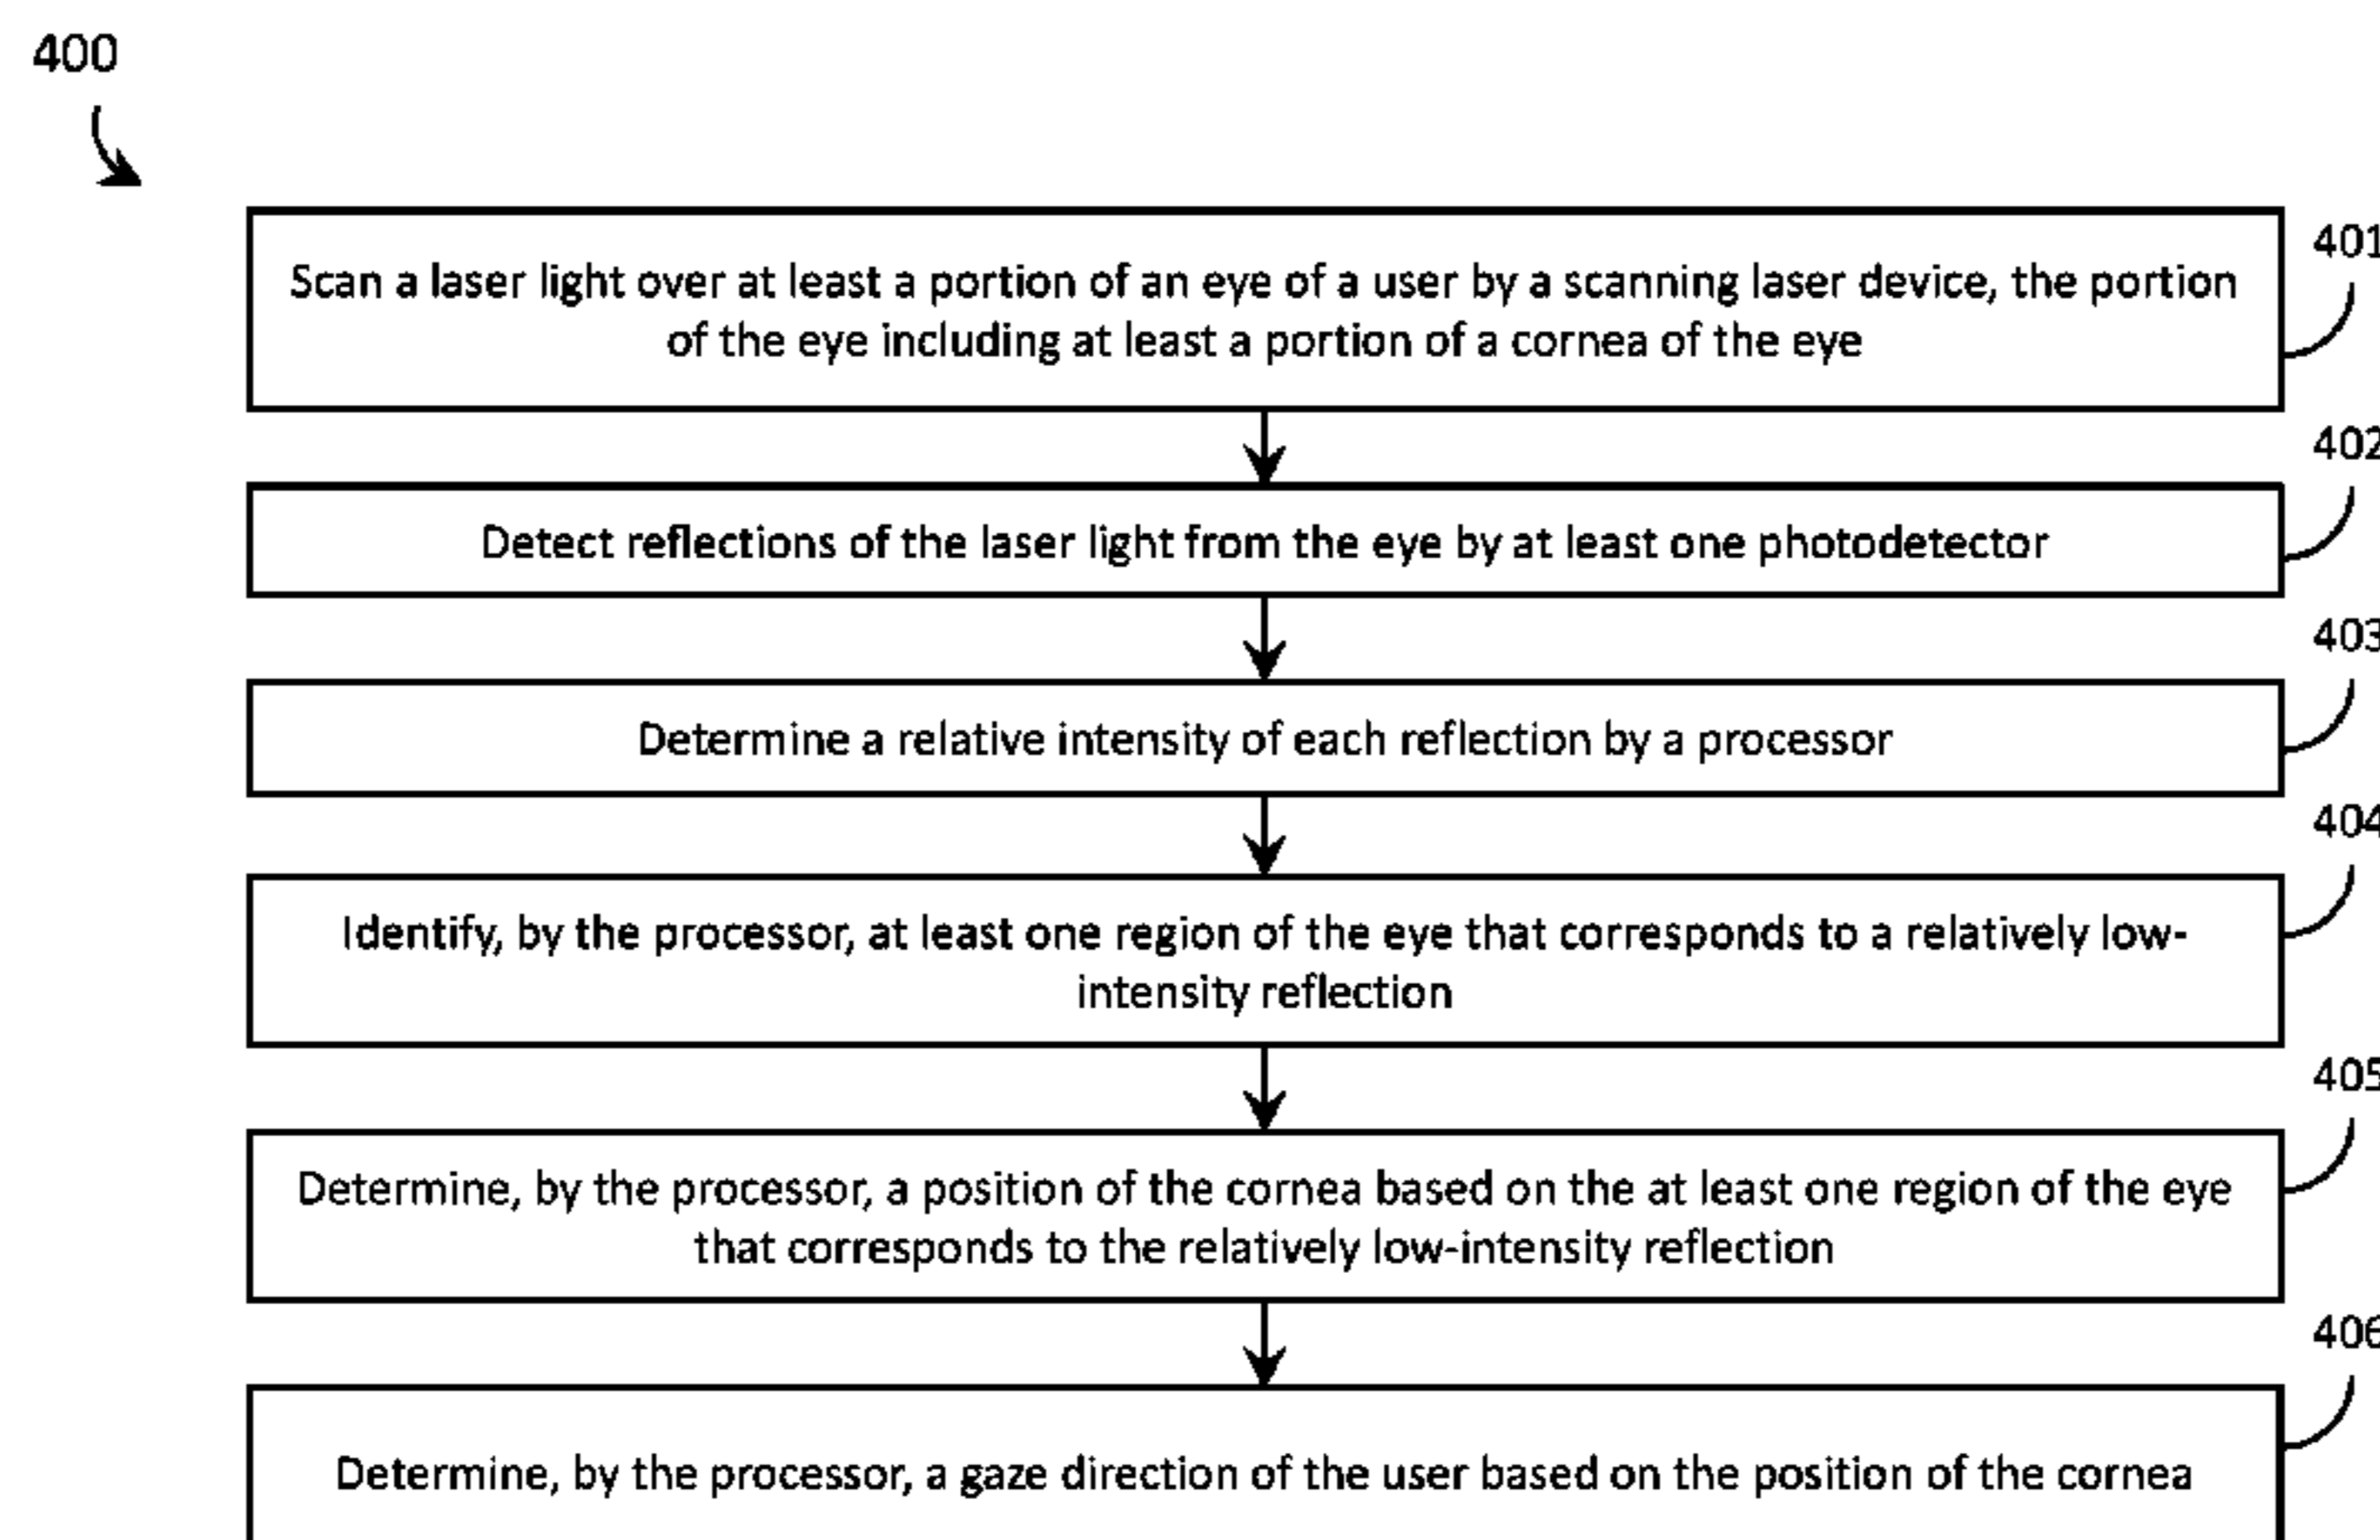 400
Scan a laser light over at least a portion of an eye of a user by a scanning laser device, the portion
of the eye including at least a portion of a cornea of the eye
401
Detect reflections of the laser light from the eye by at least one photodetector
402
Determine a relative intensity of each reflection by a processor
403
Identify, by the processor, at least one region of the eye that corresponds to a relatively low-
intensity reflection
404
Determine, by the processor, a position of the cornea based on the at least one region of the eye
that corresponds to the relatively low-intensity reflection
405
Determine, by the processor, a gaze direction of the user based on the position of the cornea
406